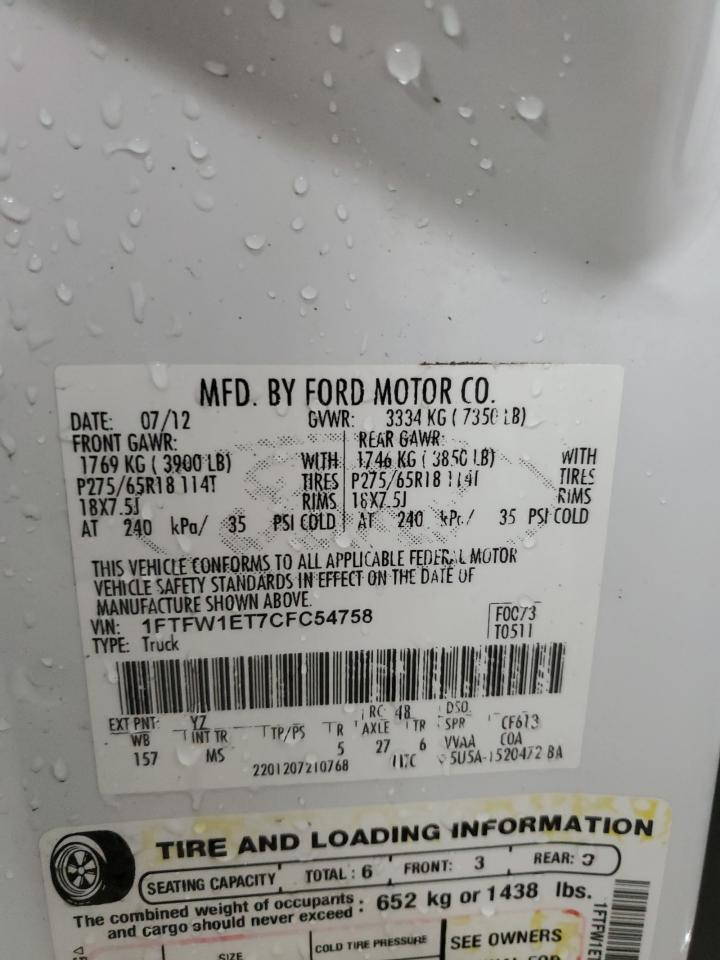 MFD. BY FORD MOTOR CO.
DATE: 07/12 GVWR: 3334 KG ( 7350 LB)
FRONT GAWR: REAR GAWR:
1769 KG ( 3900 LB) WITH 1746 KG ( 3850 LB) WITH
P275/65R18 114T TIRES P275/65R18 114T TIRES
18X7.5J RIMS 18X7.5J RIMS
AT 240 kPa/ 35 PSI COLD AT 240 kPa/ 35 PSI COLD
THIS VEHICLE CONFORMS TO ALL APPLICABLE FEDERAL MOTOR
VEHICLE SAFETY STANDARDS IN EFFECT ON THE DATE OF
MANUFACTURE SHOWN ABOVE.
VIN: 1FTFW1ET7CFC54758 F0C73
TYPE: Truck T0511
EXT PNT: YZ RC: 48 DSO:
WB INT TR TP/PS R AXLE TR SPR CF613
157 MS 5 27 6 VVAA COA
2201207210768 5U5A-1520472 BA
TIRE AND LOADING INFORMATION
SEATING CAPACITY TOTAL : 6 FRONT: 3 REAR: 3
The combined weight of occupants : 652 kg or 1438 lbs.
and cargo should never exceed
SIZE COLD TIRE PRESSURE SEE OWNERS
1FTFW1ET